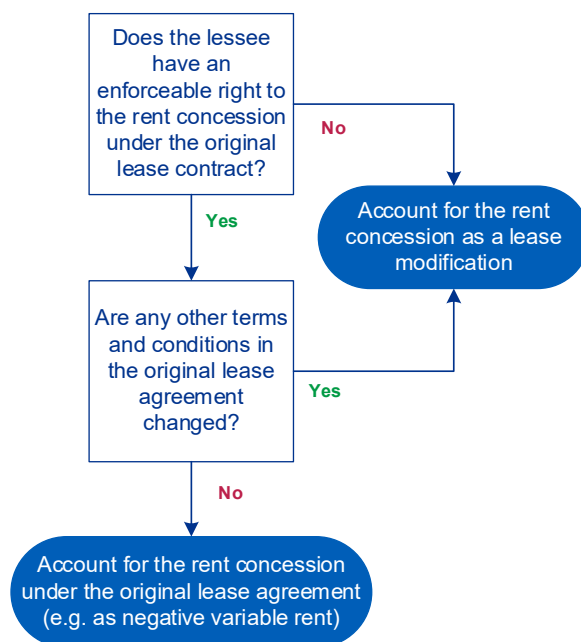 Does the lessee
have an
enforceable right to
the rent concession
under the original
lease contract?
No
Yes
Account for the rent
concession as a lease
modification
Are any other terms
and conditions in
the original lease
agreement
changed?
Yes
No
Account for the rent concession
under the original lease agreement
(e.g. as negative variable rent)